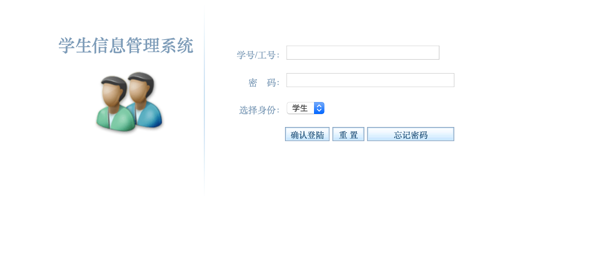 学生信息管理系统
学号/工号:
密 码:
选择身份:
学生
确认登陆 重 置 忘记密码